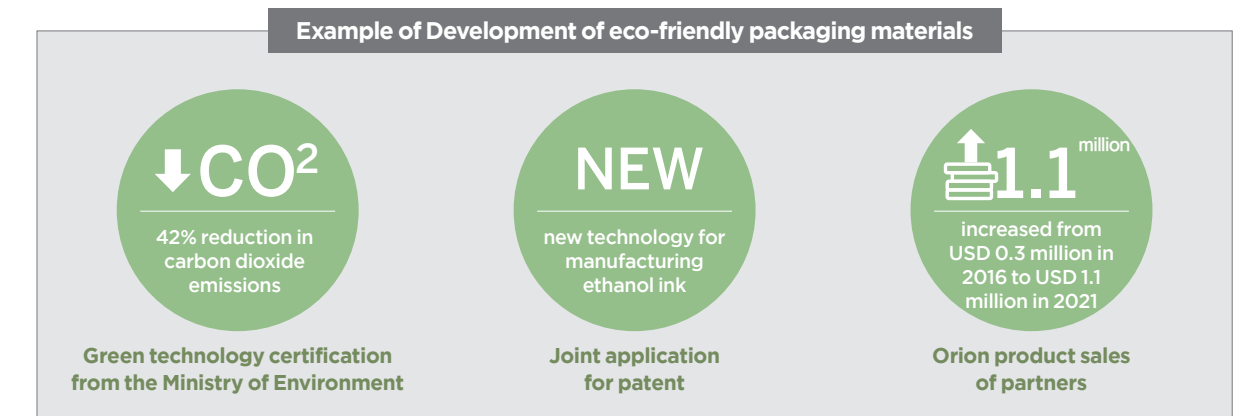 Example of Development of eco-friendly packaging materials
CO²
42% reduction in
carbon dioxide
emissions
Green technology certification
from the Ministry of Environment
NEW
new technology for
manufacturing
ethanol ink
Joint application
for patent
1.1 million
increased from
USD 0.3 million in
2016 to USD 1.1
million in 2021
Orion product sales
of partners